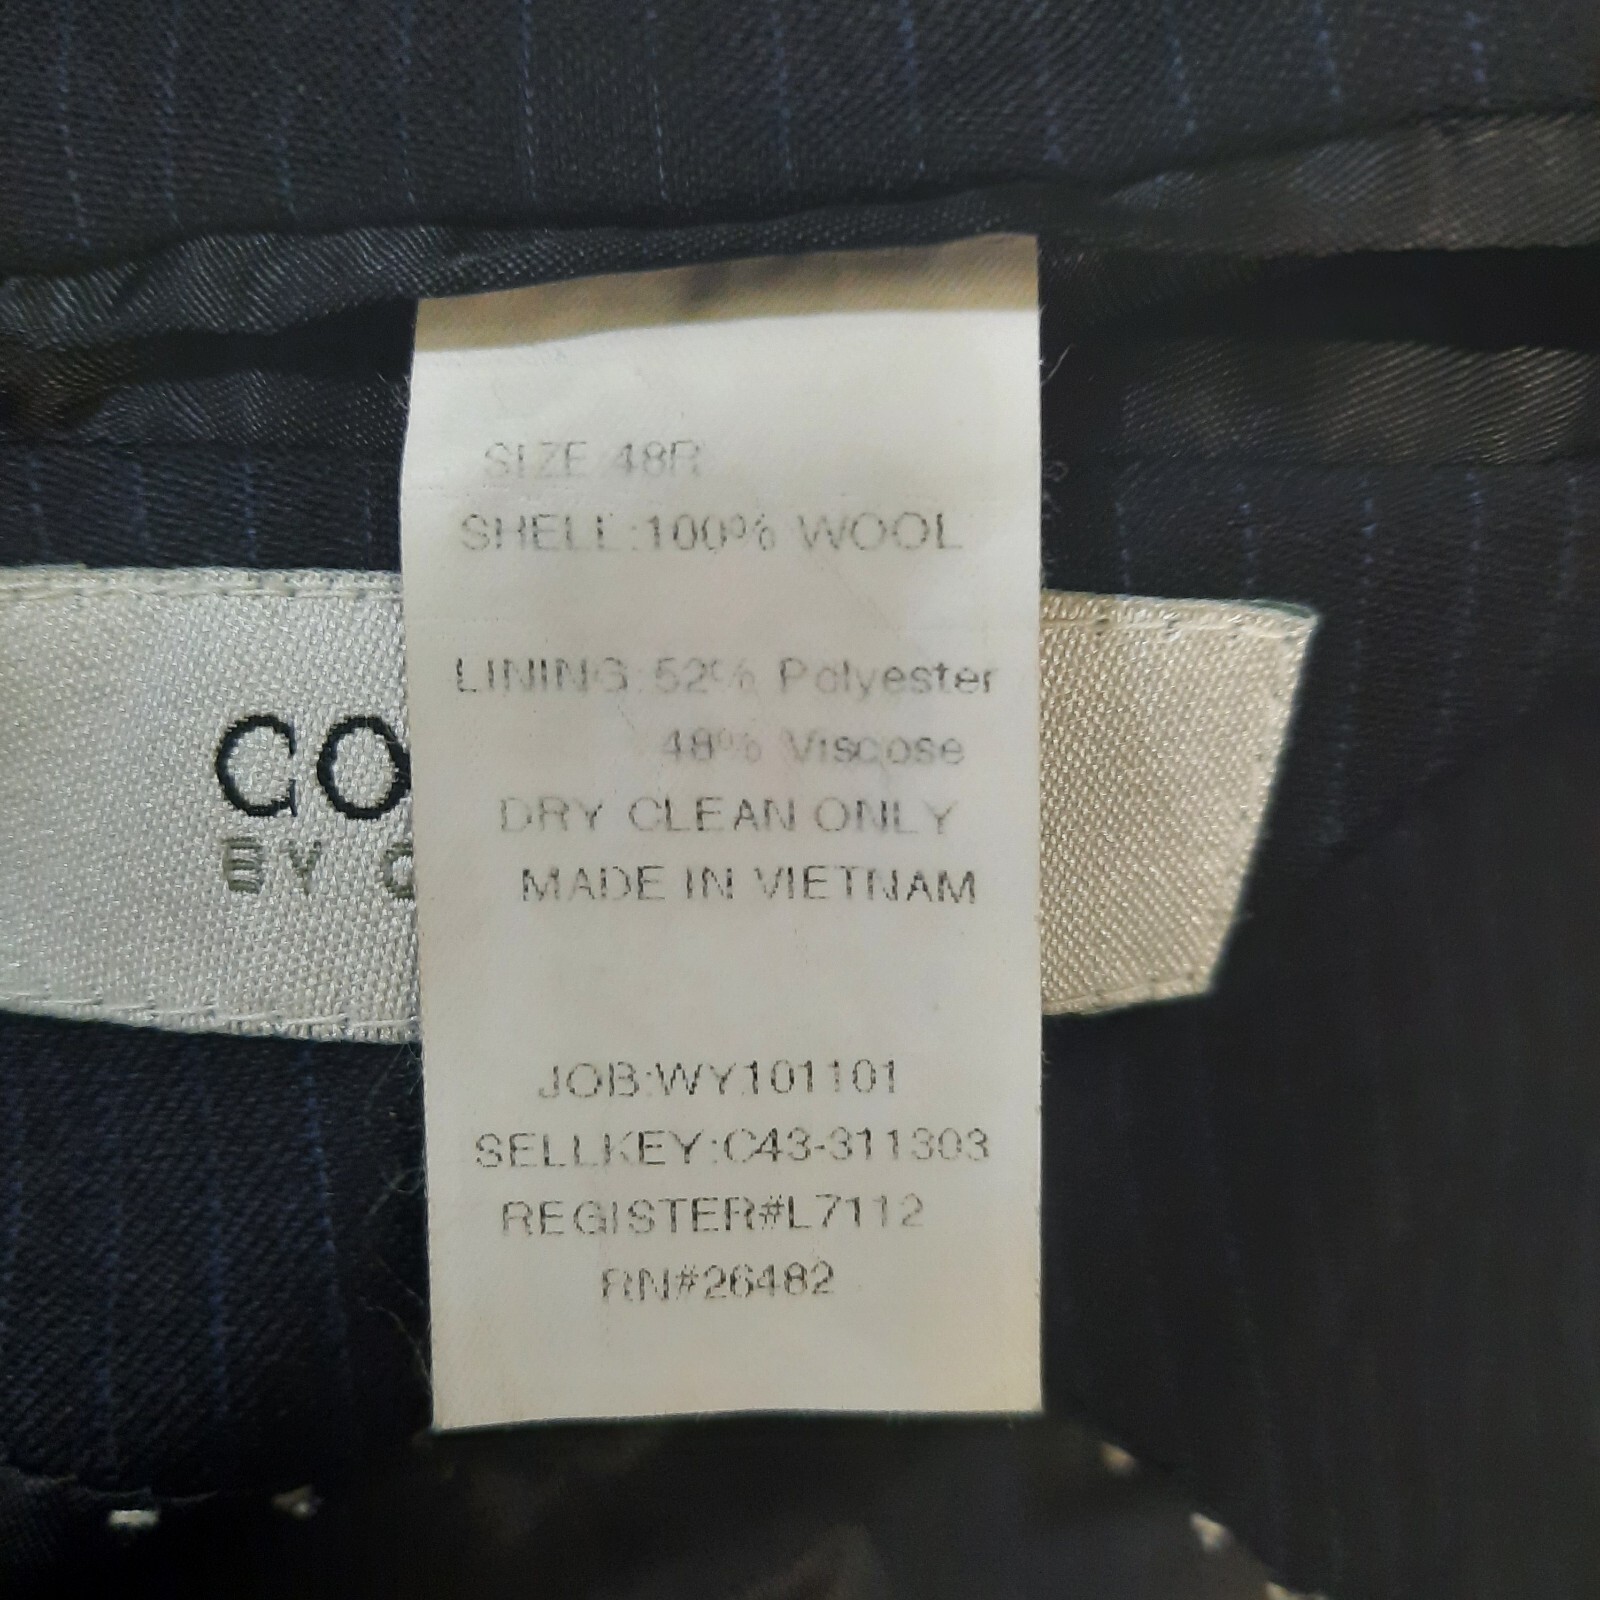 SIZE:48R
SHELL:100% WOOL
LINING:52% Polyester
48% Viscose
DRY CLEAN ONLY
MADE IN VIETNAM
JOB:WY101101
SELLKEY:C43-311303
REGISTER#L7112
RN#26482
GO
BY